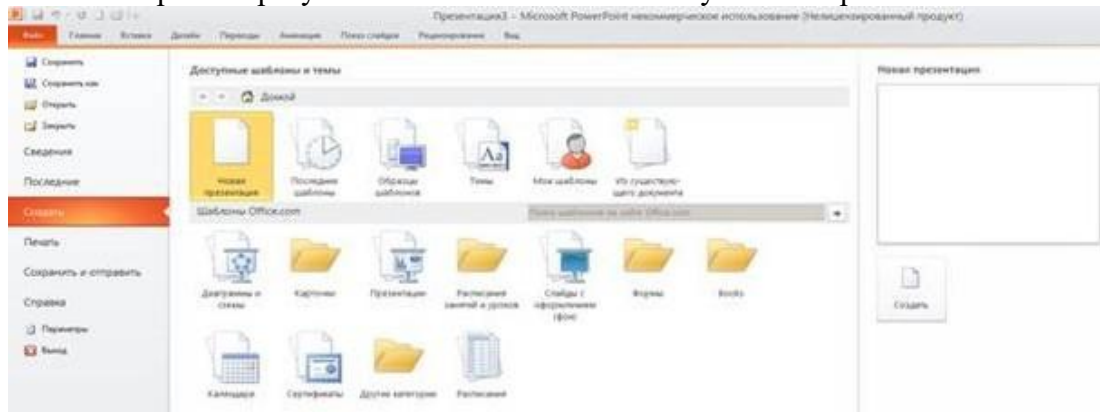 Презентация3 - Microsoft PowerPoint некоммерческое использование (Нелицензированный продукт)
Файл Главная Вставка Дизайн Переходы Анимация Показ слайдов Рецензирование Вид
Сохранить
Сохранить как
Открыть
Закрыть
Сведения
Последние
Создать
Печать
Сохранить и отправить
Справка
Параметры
Выход
Доступные шаблоны и темы
Домой
Новая презентация
Последние шаблоны
Образцы шаблонов
Темы
Мои шаблоны
Из существую-
щего документа
Шаблоны Office.com
Поиск шаблонов на сайте Office.com
Диаграммы и схемы
Карточки
Презентации
Расписания занятий и уроков
Слайды с оформлением (фон)
Формы
Books
Календари
Сертификаты
Другие категории
Расписания
Новая презентация
Создать